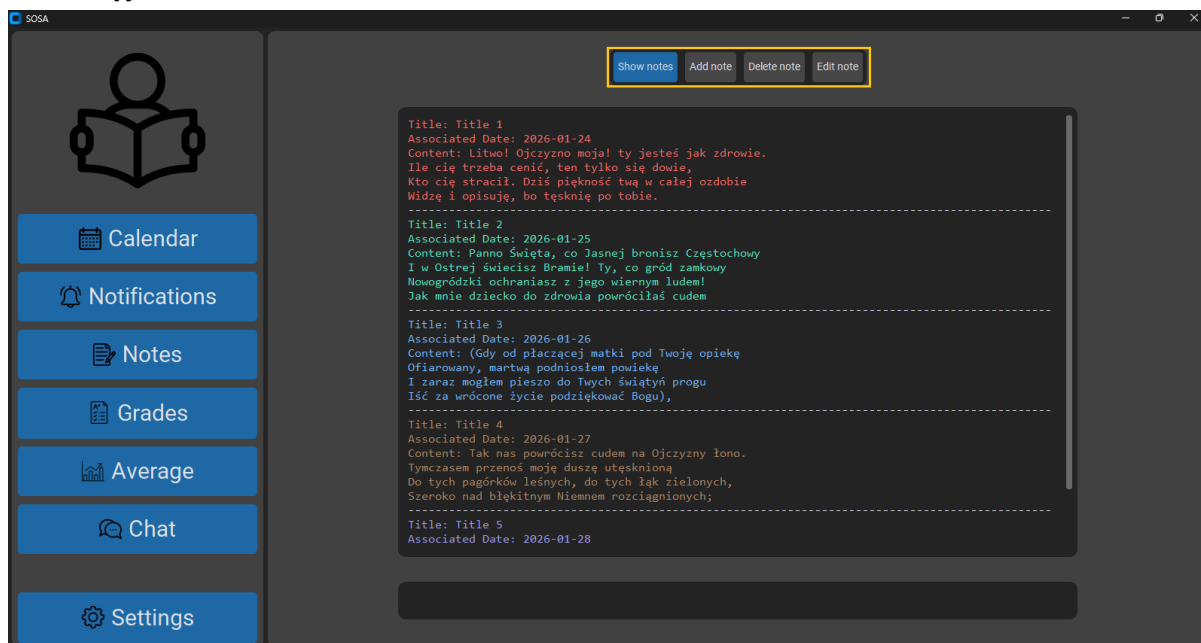 SOSA
Show notes Add note Delete note Edit note
Calendar
Notifications
Notes
Grades
Average
Chat
Settings
Title: Title 1
Associated Date: 2026-01-24
Content: Litwo! Ojczyzno moja! ty jesteś jak zdrowie.
Ile cię trzeba cenić, ten tylko się dowie,
Kto cię stracił. Dziś piękność twą w całej ozdobie
Widzę i opisuję, bo tęsknię po tobie.
--------------------------------------------------------------------------------
Title: Title 2
Associated Date: 2026-01-25
Content: Panno Święta, co Jasnej bronisz Częstochowy
I w Ostrej świecisz Bramie! Ty, co gród zamkowy
Nowogródzki ochraniasz z jego wiernym ludem!
Jak mnie dziecko do zdrowia powróciłaś cudem
--------------------------------------------------------------------------------
Title: Title 3
Associated Date: 2026-01-26
Content: (Gdy od płaczącej matki pod Twoję opiekę
Ofiarowany, martwą podniosłem powiekę
I zaraz mogłem pieszo do Twych świątyń progu
Iść za wrócone życie podziękować Bogu),
--------------------------------------------------------------------------------
Title: Title 4
Associated Date: 2026-01-27
Content: Tak nas powrócisz cudem na Ojczyzny łono.
Tymczasem przenoś moję duszę utęsknioną
Do tych pagórków leśnych, do tych łąk zielonych,
Szeroko nad błękitnym Niemnem rozciągnionych;
--------------------------------------------------------------------------------
Title: Title 5
Associated Date: 2026-01-28